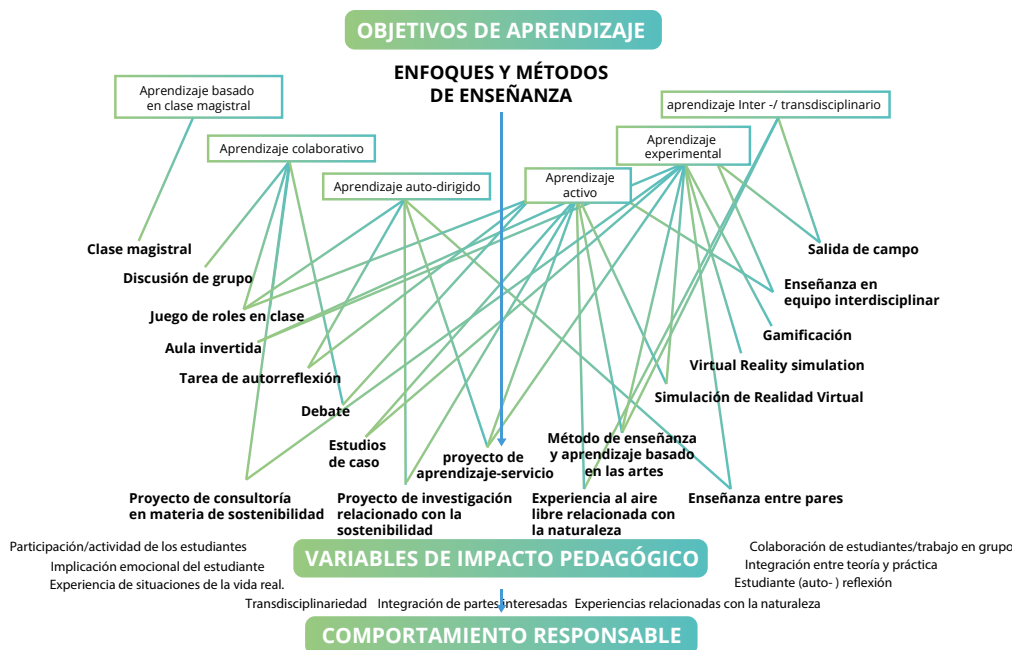 OBJETIVOS DE APRENDIZAJE
ENFOQUES Y MÉTODOS
DE ENSEÑANZA
Aprendizaje basado
en clase magistral
aprendizaje Inter -/ transdisciplinario
Aprendizaje colaborativo
Aprendizaje
experimental
Aprendizaje auto-dirigido
Aprendizaje
activo
Clase magistral
Salida de campo
Discusión de grupo
Enseñanza en
equipo interdisciplinar
Juego de roles en clase
Gamificación
Aula invertida
Virtual Reality simulation
Tarea de autorreflexión
Simulación de Realidad Virtual
Debate
Estudios
de caso
proyecto de
aprendizaje-servicio
Método de enseñanza
y aprendizaje basado
en las artes
Proyecto de consultoría
en materia de sostenibilidad
Proyecto de investigación
relacionado con la
sostenibilidad
Experiencia al aire
libre relacionada con
la naturaleza
Enseñanza entre pares
VARIABLES DE IMPACTO PEDAGÓGICO
Participación/actividad de los estudiantes
Implicación emocional del estudiante
Experiencia de situaciones de la vida real.
Colaboración de estudiantes/trabajo en grupo
Integración entre teoría y práctica
Estudiante (auto- ) reflexión
Transdisciplinariedad Integración de partes interesadas Experiencias relacionadas con la naturaleza
COMPORTAMIENTO RESPONSABLE